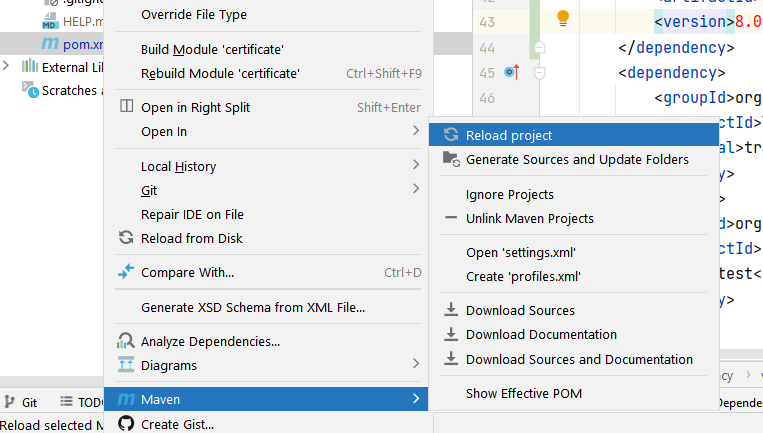 .gitignore
HELP.m
pom.xm
External Lib
Scratches a
Override File Type
Build Module 'certificate'
Rebuild Module 'certificate' Ctrl+Shift+F9
Open in Right Split Shift+Enter
Open In
Local History
Git
Repair IDE on File
Reload from Disk
Compare With... Ctrl+D
Generate XSD Schema from XML File...
Analyze Dependencies...
Diagrams
Maven
Create Gist...
Reload project
Generate Sources and Update Folders
Ignore Projects
Unlink Maven Projects
Open 'settings.xml'
Create 'profiles.xml'
Download Sources
Download Documentation
Download Sources and Documentation
Show Effective POM
43 <version>8.0
44 </dependency>
45 <dependency>
46 <groupId>org
ctId>
al>tr
y>
>
d>org
ctId>
test<
y>
ncy
Git TODO
Depende
Reload selected M